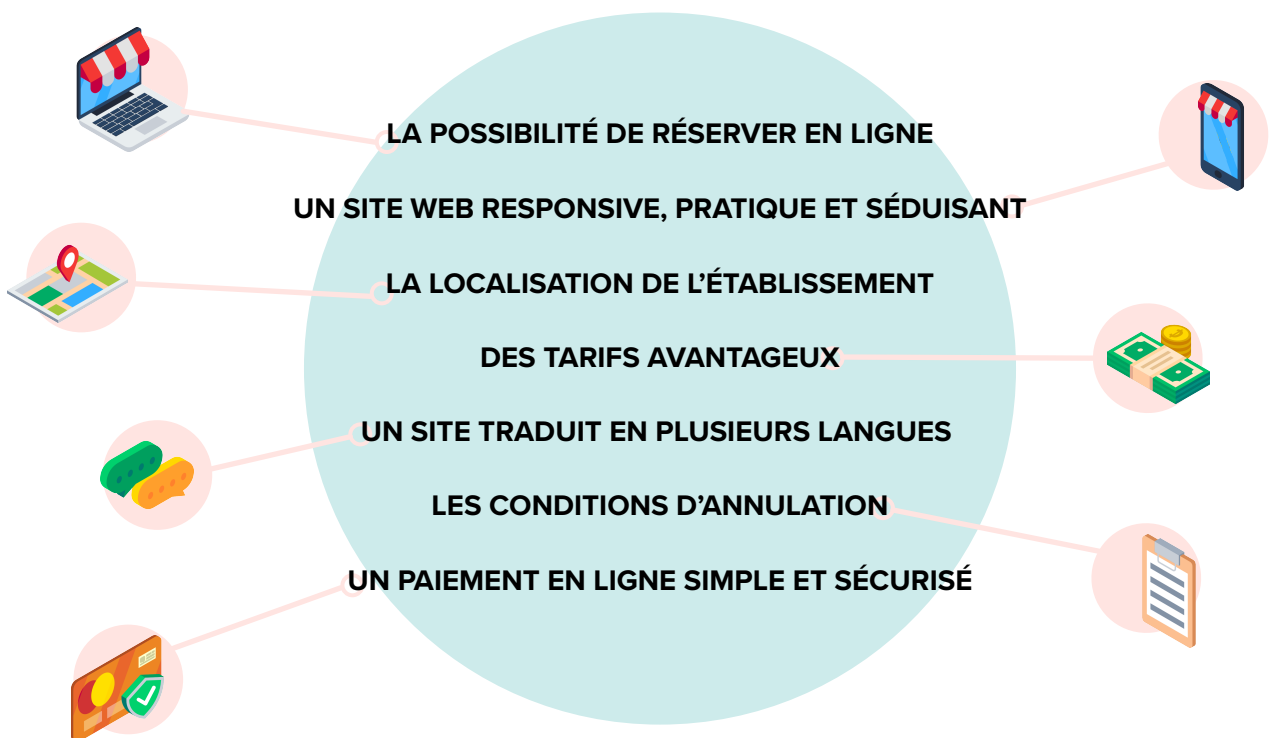 LA POSSIBILITÉ DE RÉSERVER EN LIGNE
UN SITE WEB RESPONSIVE, PRATIQUE ET SÉDUISANT
LA LOCALISATION DE L’ÉTABLISSEMENT
DES TARIFS AVANTAGEUX
UN SITE TRADUIT EN PLUSIEURS LANGUES
LES CONDITIONS D’ANNULATION
UN PAIEMENT EN LIGNE SIMPLE ET SÉCURISÉ